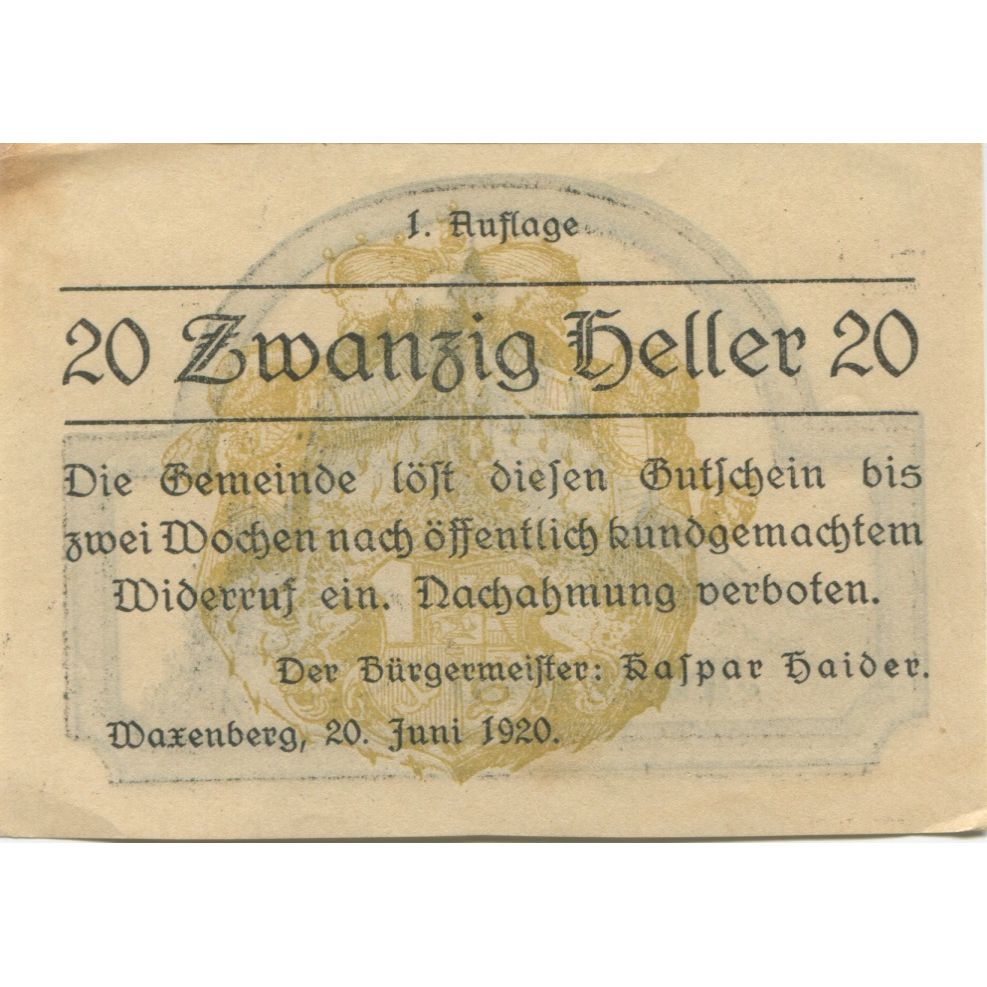 1. Auflage
20 Zwanzig Heller 20
Die Gemeinde löst diesen Gutschein bis
zwei Wochen nach öffentlich kundgemachtem
Widerruf ein. Nachahmung verboten.
Der Bürgermeister: Kaspar Haider.
Waxenberg, 20. Juni 1920.